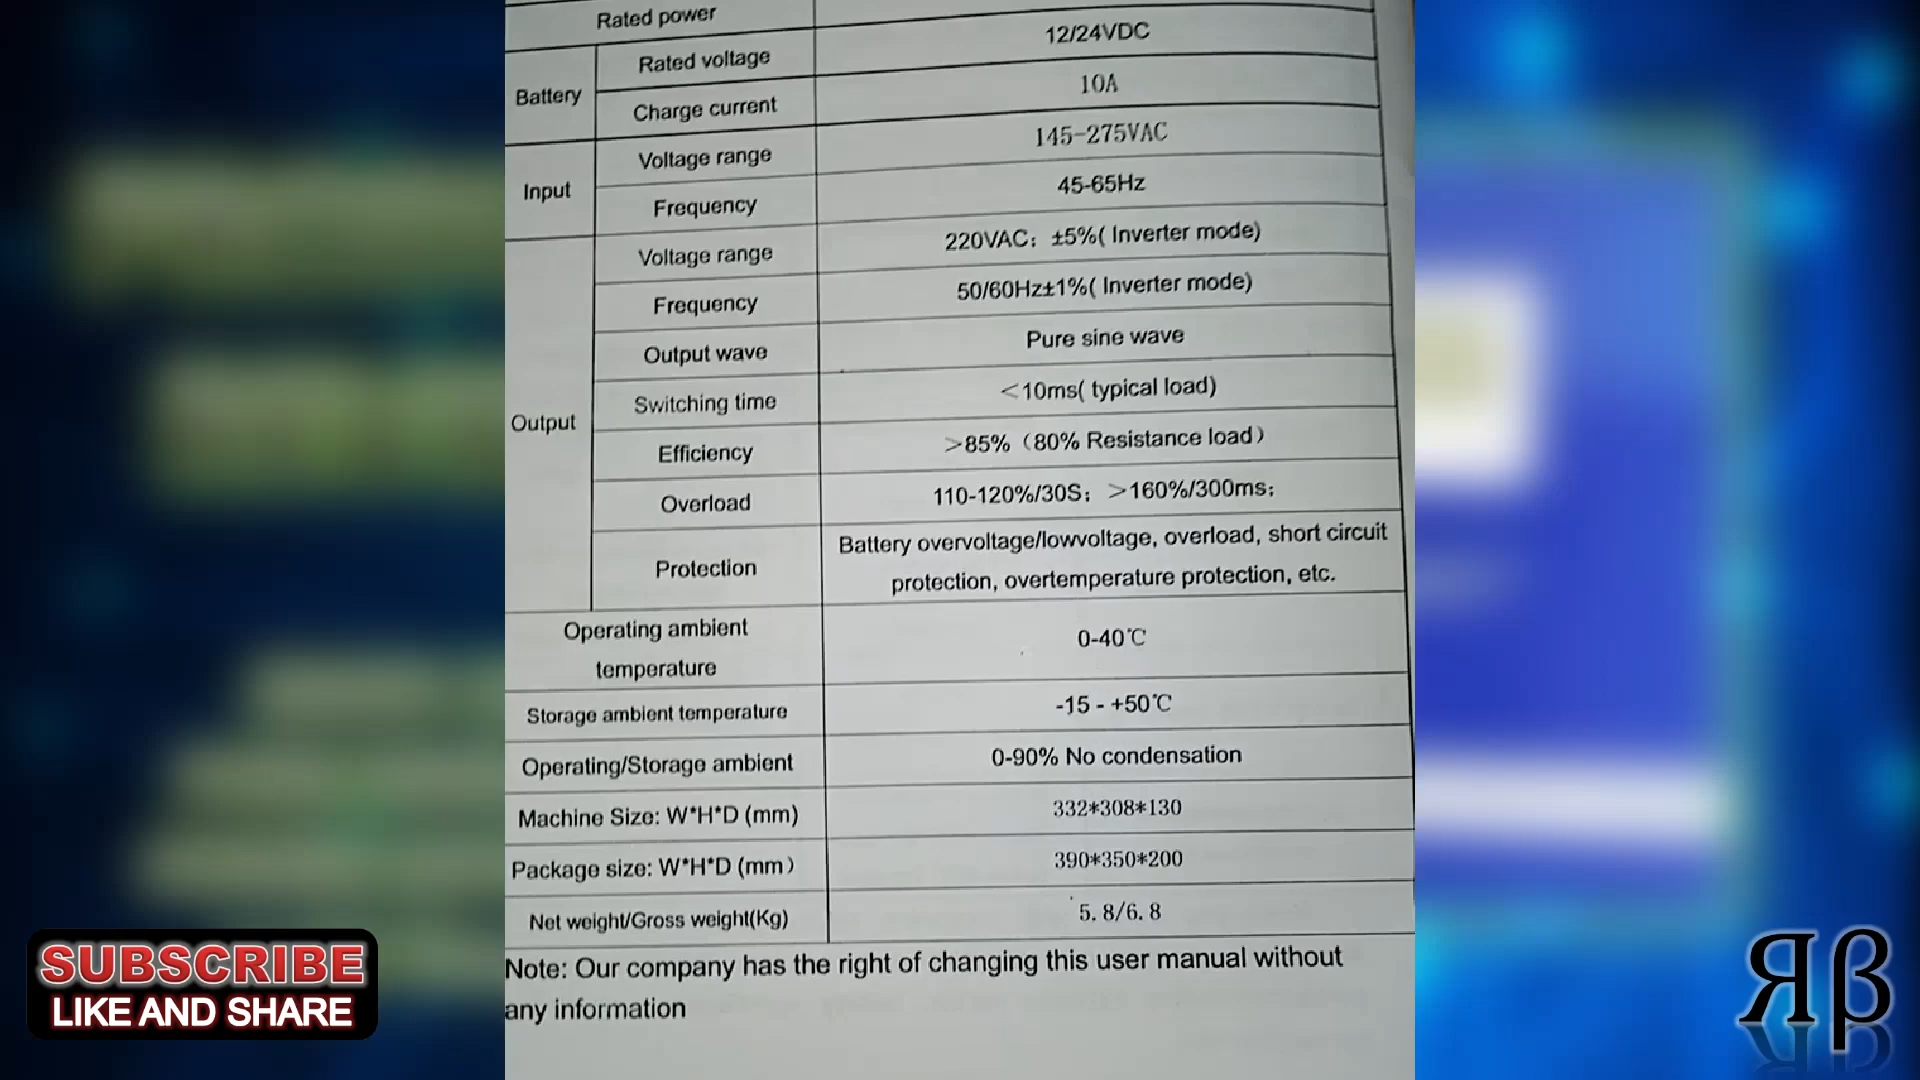 Rated power
Battery
Rated voltage 12/24VDC
Charge current 10A
Input
Voltage range 145-275VAC
Frequency 45-65Hz
Output
Voltage range 220VAC; ±5%( Inverter mode)
Frequency 50/60Hz±1%( Inverter mode)
Output wave Pure sine wave
Switching time <10ms( typical load)
Efficiency >85% (80% Resistance load)
Overload 110-120%/30S; >160%/300ms;
Protection Battery overvoltage/lowvoltage, overload, short circuit
protection, overtemperature protection, etc.
Operating ambient
temperature 0-40℃
Storage ambient temperature -15 - +50℃
Operating/Storage ambient 0-90% No condensation
Machine Size: W*H*D (mm) 332*308*130
Package size: W*H*D (mm) 390*350*200
Net weight/Gross weight(Kg) 5.8/6.8
Note: Our company has the right of changing this user manual without
any information
SUBSCRIBE
LIKE AND SHARE
Яβ